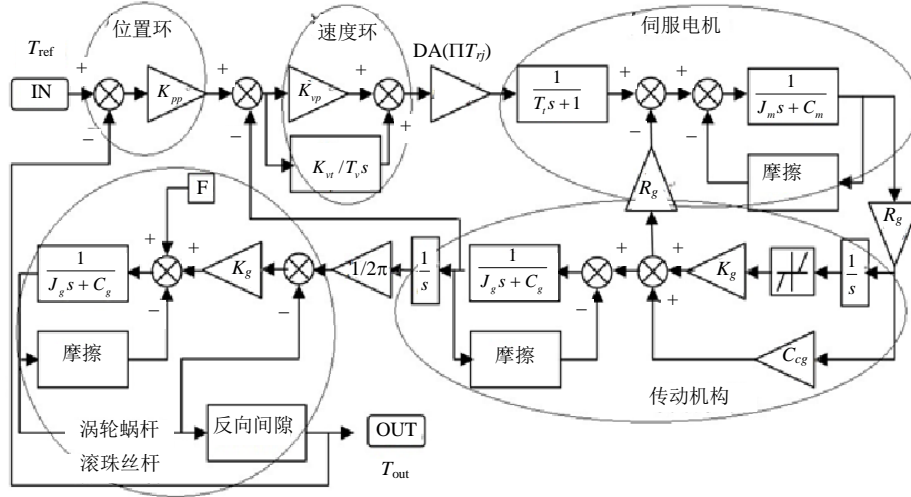 位置环
速度环
伺服电机
T_ref
DA(ΠT_rj)
IN
+
−
K_pp
+
−
K_vp
+
+
K_vt/T_v s
1/(T_t s+1)
+
−
+
−
1/(J_m s+C_m)
摩擦
R_g
R_g
F
1/(J_g s+C_g)
+
+
−
K_g
+
−
1/2π
1/s
1/(J_g s+C_g)
+
−
+
+
K_g
1/s
摩擦
摩擦
C_cg
传动机构
涡轮蜗杆
反向间隙
OUT
滚珠丝杆
T_out